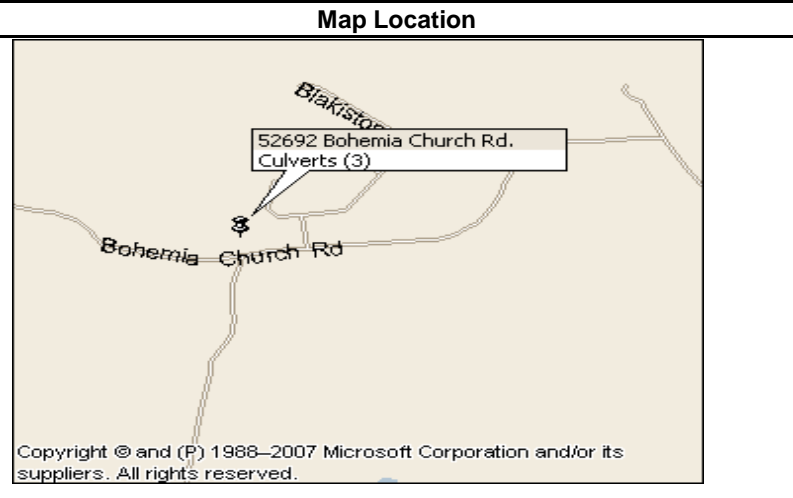 Map Location
Blakiston
52692 Bohemia Church Rd.
Culverts (3)
Bohemia Church Rd
Copyright © and (P) 1988–2007 Microsoft Corporation and/or its
suppliers. All rights reserved.